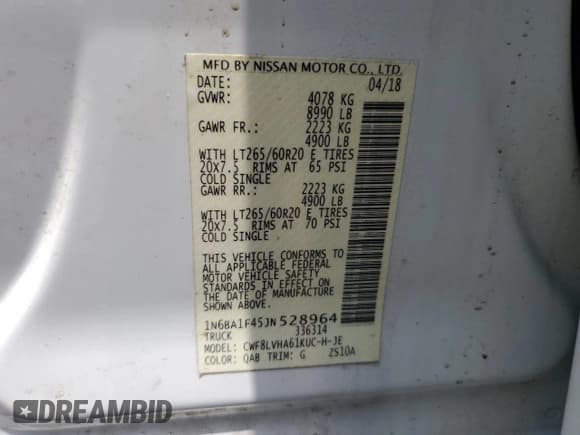 MFD BY NISSAN MOTOR CO., LTD.
DATE: 04/18
GVWR: 4078 KG
8990 LB
GAWR FR.: 2223 KG
4900 LB
WITH LT265/60R20 E TIRES
20X7.5 RIMS AT 65 PSI
COLD SINGLE
GAWR RR.: 2223 KG
4900 LB
WITH LT265/60R20 E TIRES
20X7.5 RIMS AT 70 PSI
COLD SINGLE
THIS VEHICLE CONFORMS TO
ALL APPLICABLE FEDERAL
MOTOR VEHICLE SAFETY
STANDARDS IN EFFECT ON
THE DATE OF MANUFACTURE
SHOWN ABOVE.
1N6BA1F45JN528964
TRUCK 336314
MODEL: CWF8LVHA61KUC-H-JE
COLOR: QAB TRIM: G ZS10A
DREAMBID